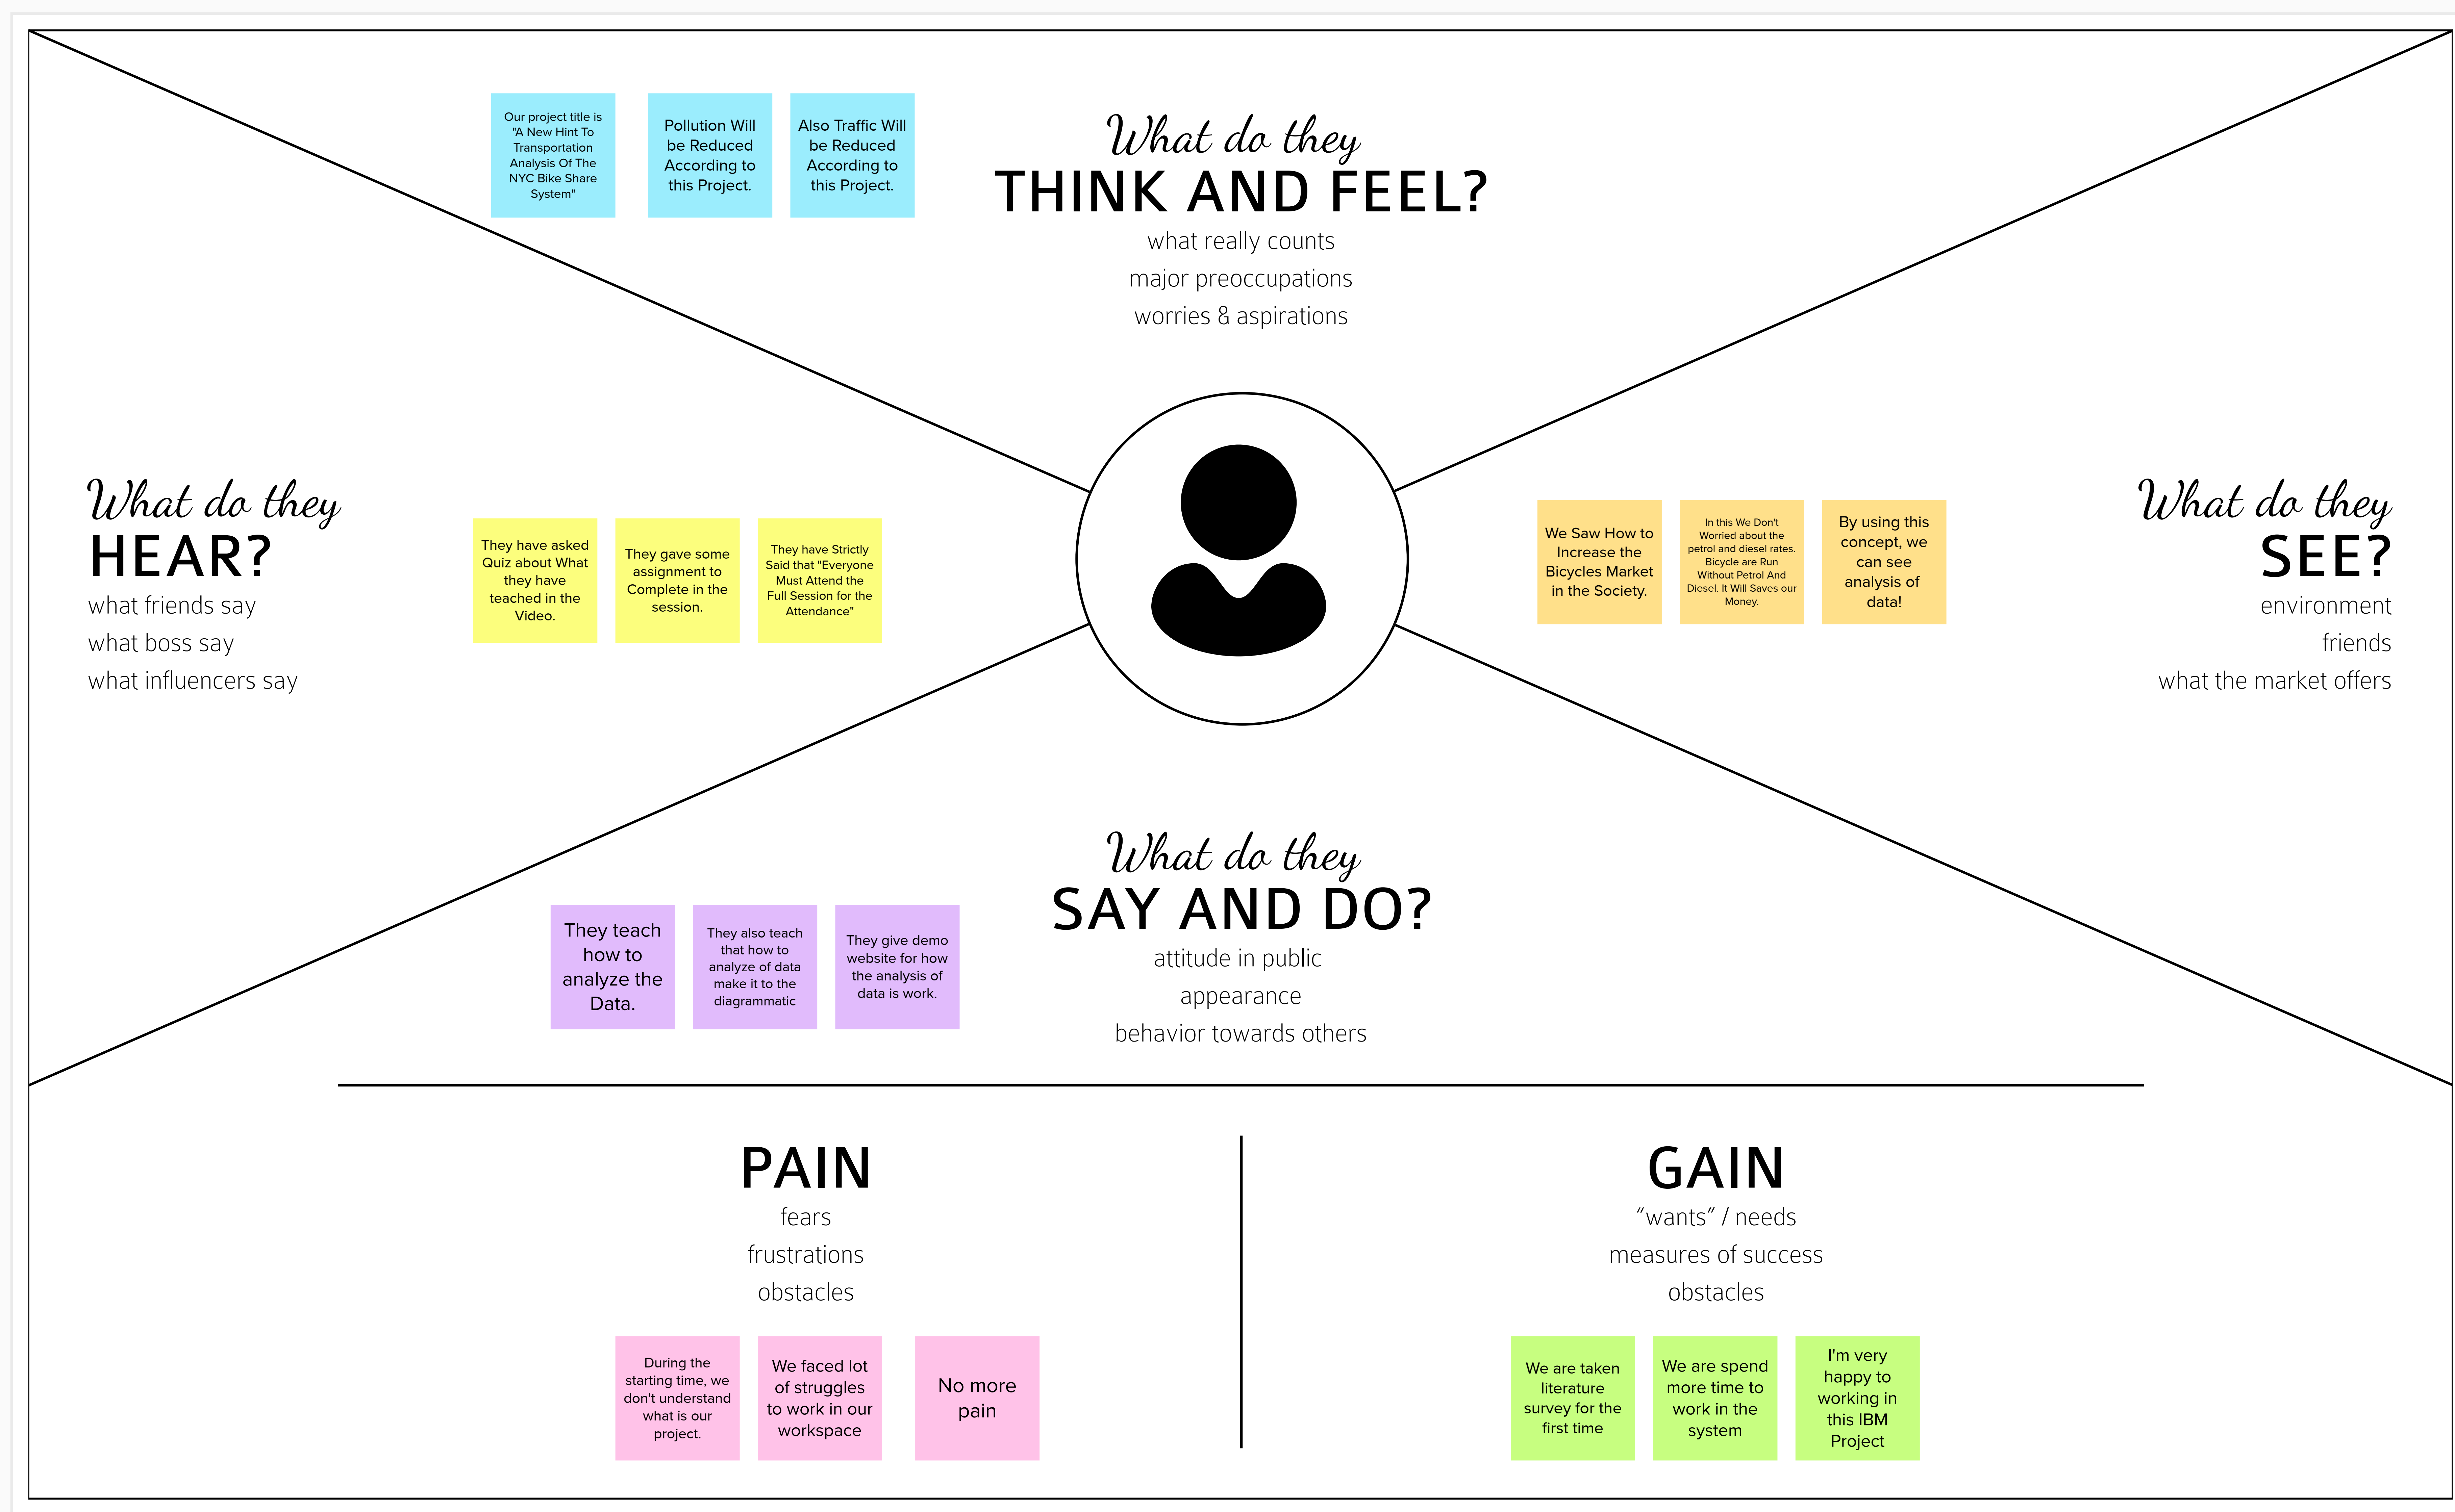 Our project title is
"A New Hint To
Transportation
Analysis Of The
NYC Bike Share
System"
Pollution Will
be Reduced
According to
this Project.
Also Traffic Will
be Reduced
According to
this Project.
What do they
THINK AND FEEL?
what really counts
major preoccupations
worries & aspirations
What do they
HEAR?
what friends say
what boss say
what influencers say
They have asked
Quiz about What
they have
teached in the
Video.
They gave some
assignment to
Complete in the
session.
They have Strictly
Said that "Everyone
Must Attend the
Full Session for the
Attendance"
We Saw How to
Increase the
Bicycles Market
in the Society.
In this We Don't
Worried about the
petrol and diesel rates.
Bicycle are Run
Without Petrol And
Diesel. It Will Saves our
Money.
By using this
concept, we
can see
analysis of
data!
What do they
SEE?
environment
friends
what the market offers
What do they
SAY AND DO?
attitude in public
appearance
behavior towards others
They teach
how to
analyze the
Data.
They also teach
that how to
analyze of data
make it to the
diagrammatic
They give demo
website for how
the analysis of
data is work.
PAIN
fears
frustrations
obstacles
During the
starting time, we
don't understand
what is our
project.
We faced lot
of struggles
to work in our
workspace
No more
pain
GAIN
“wants” / needs
measures of success
obstacles
We are taken
literature
survey for the
first time
We are spend
more time to
work in the
system
I'm very
happy to
working in
this IBM
Project